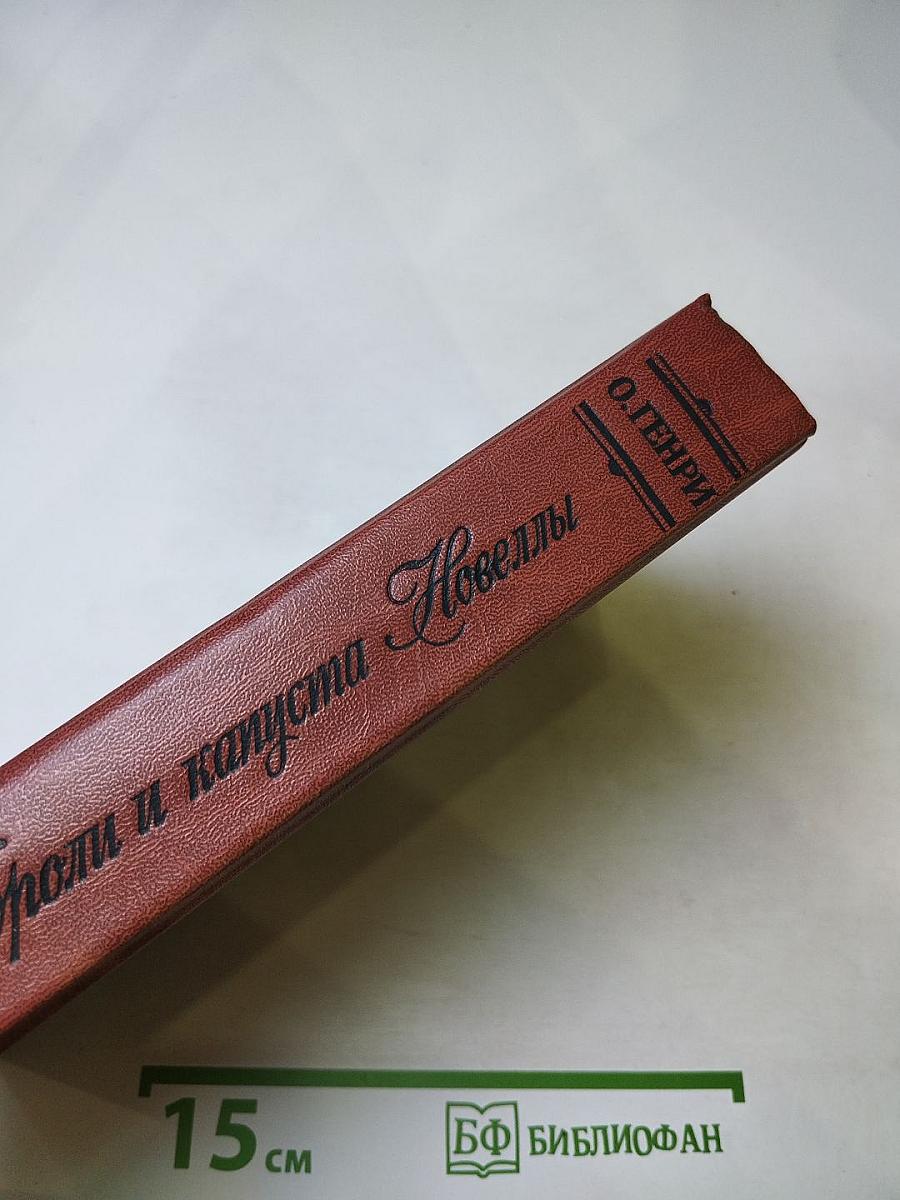 О.ГЕНРИ
роли и капуста Новеллы
15 см
БФ БИБЛИОФАН